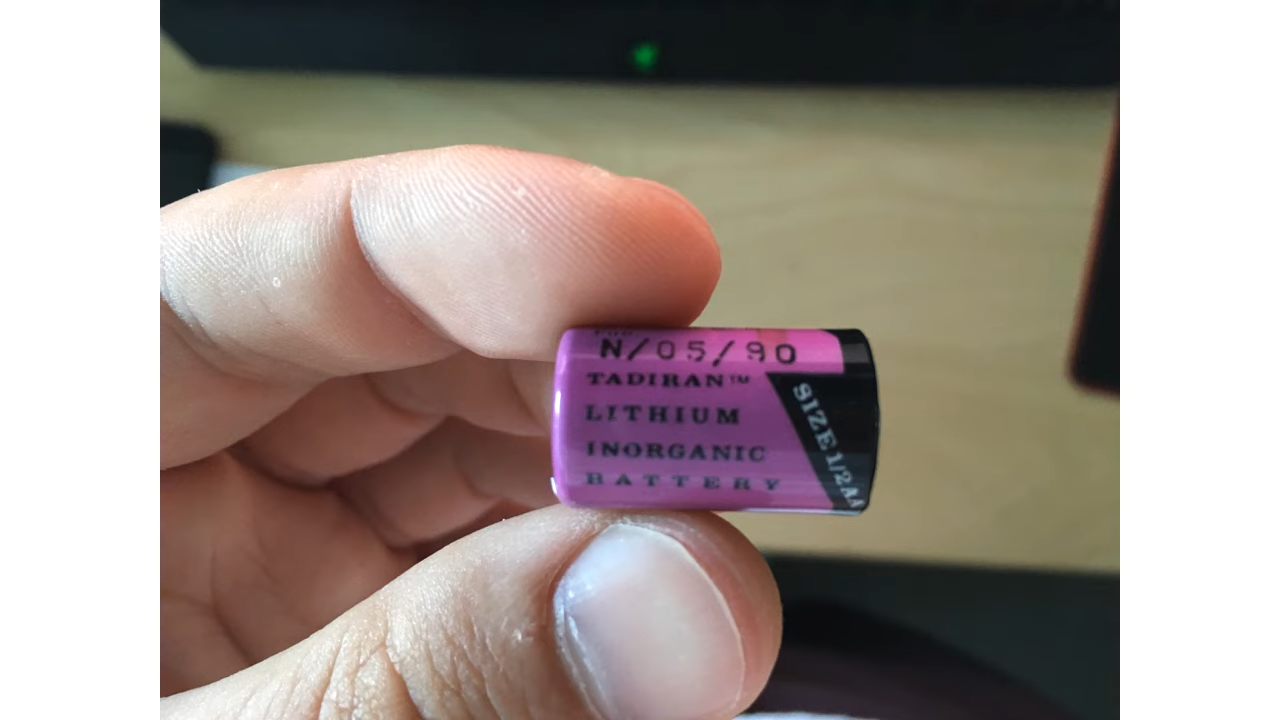 N/05/90
TADIRAN™
LITHIUM
INORGANIC
BATTERY
SIZE 1/2AA